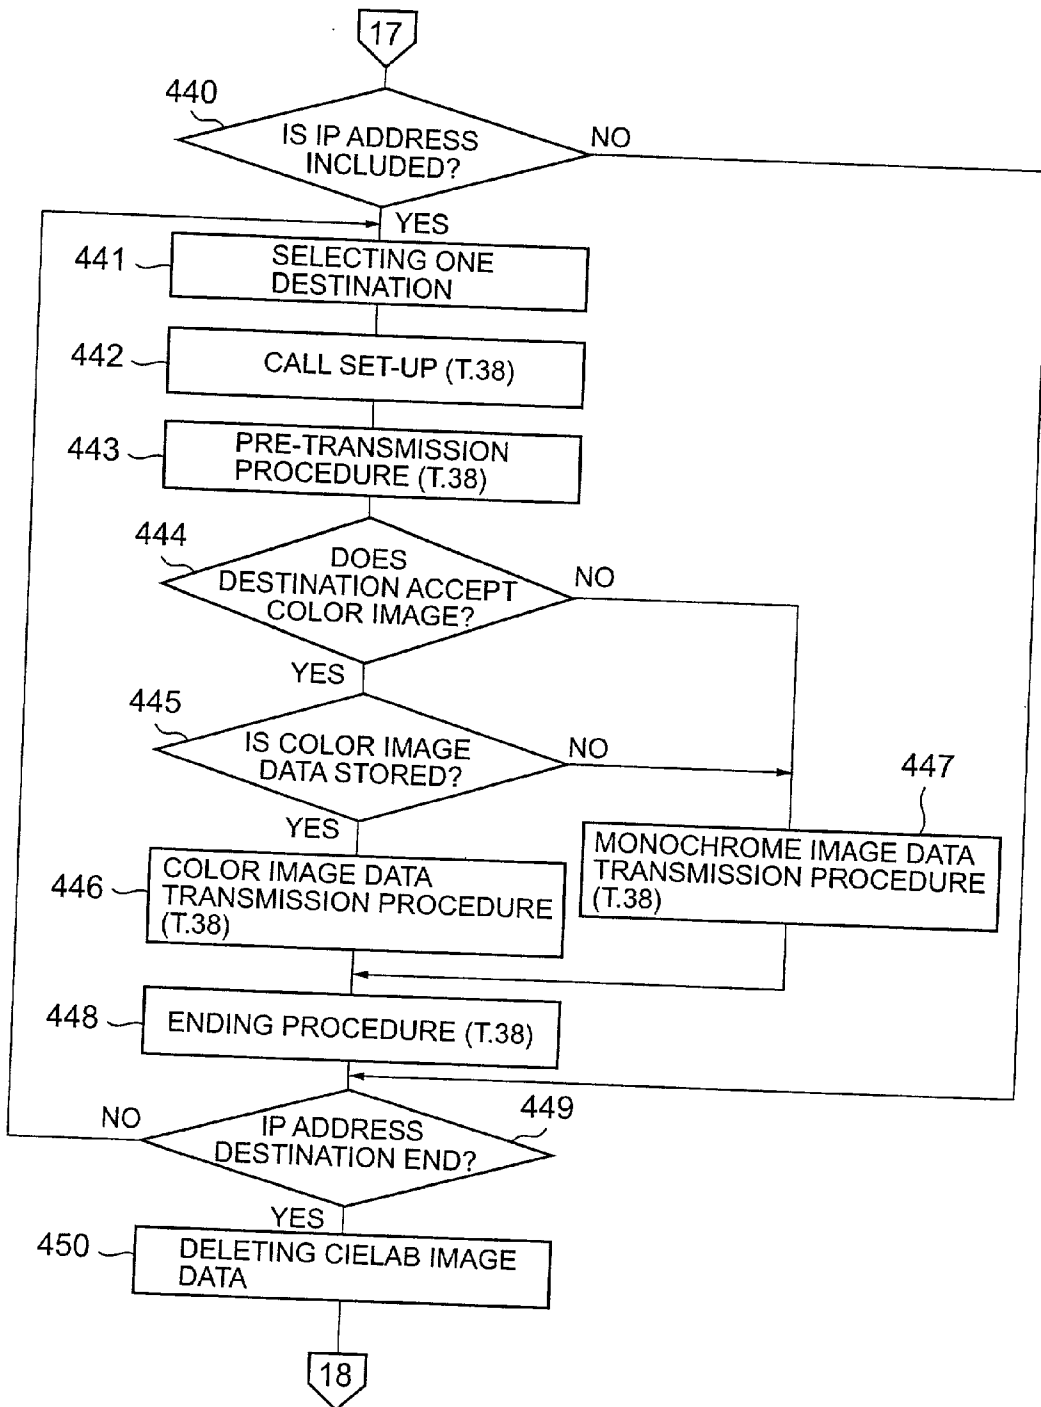 17
440
IS IP ADDRESS
INCLUDED?
NO
YES
441
SELECTING ONE
DESTINATION
442
CALL SET-UP (T.38)
443
PRE-TRANSMISSION
PROCEDURE (T.38)
444
DOES
DESTINATION ACCEPT
COLOR IMAGE?
NO
YES
445
IS COLOR IMAGE
DATA STORED?
NO
YES
447
MONOCHROME IMAGE DATA
TRANSMISSION PROCEDURE
(T.38)
446
COLOR IMAGE DATA
TRANSMISSION PROCEDURE
(T.38)
448
ENDING PROCEDURE (T.38)
449
NO
IP ADDRESS
DESTINATION END?
YES
450
DELETING CIELAB IMAGE
DATA
18